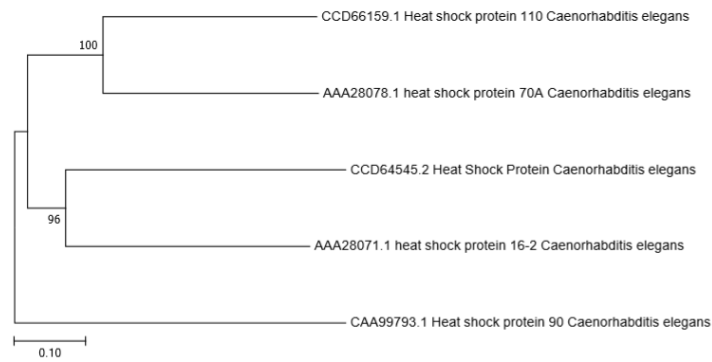 CCD66159.1 Heat shock protein 110 Caenorhabditis elegans
100
AAA28078.1 heat shock protein 70A Caenorhabditis elegans
CCD64545.2 Heat Shock Protein Caenorhabditis elegans
96
AAA28071.1 heat shock protein 16-2 Caenorhabditis elegans
CAA99793.1 Heat shock protein 90 Caenorhabditis elegans
0.10